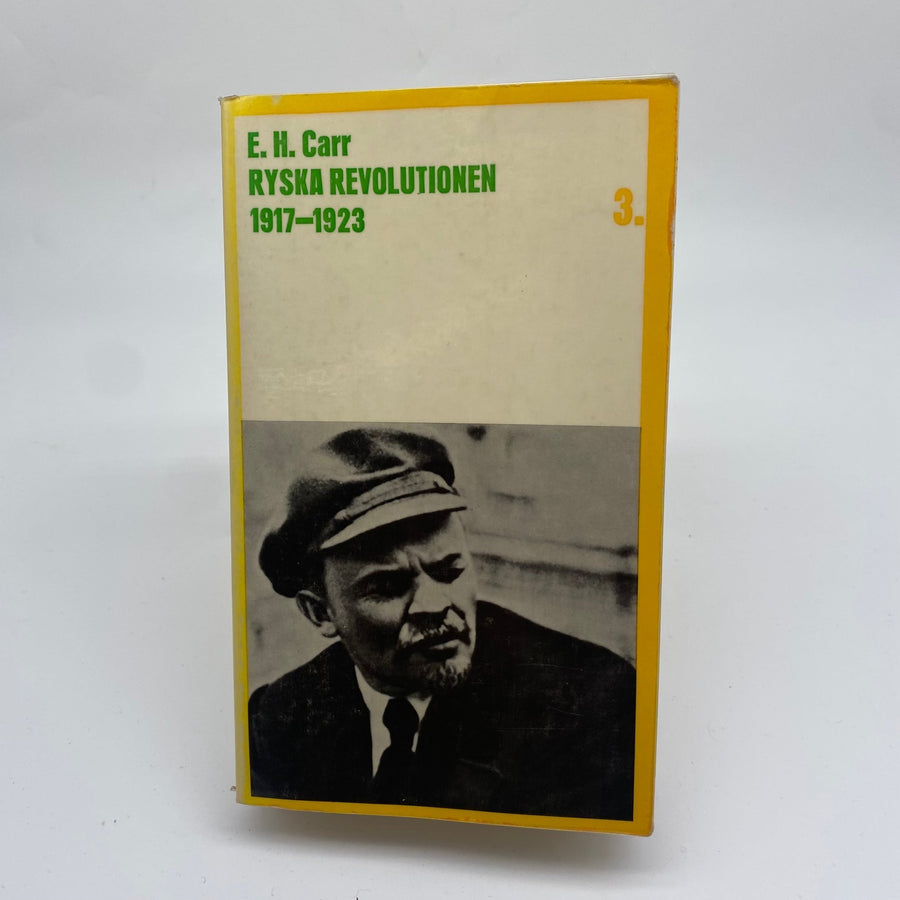 E. H. Carr
RYSKA REVOLUTIONEN
1917–1923
3.